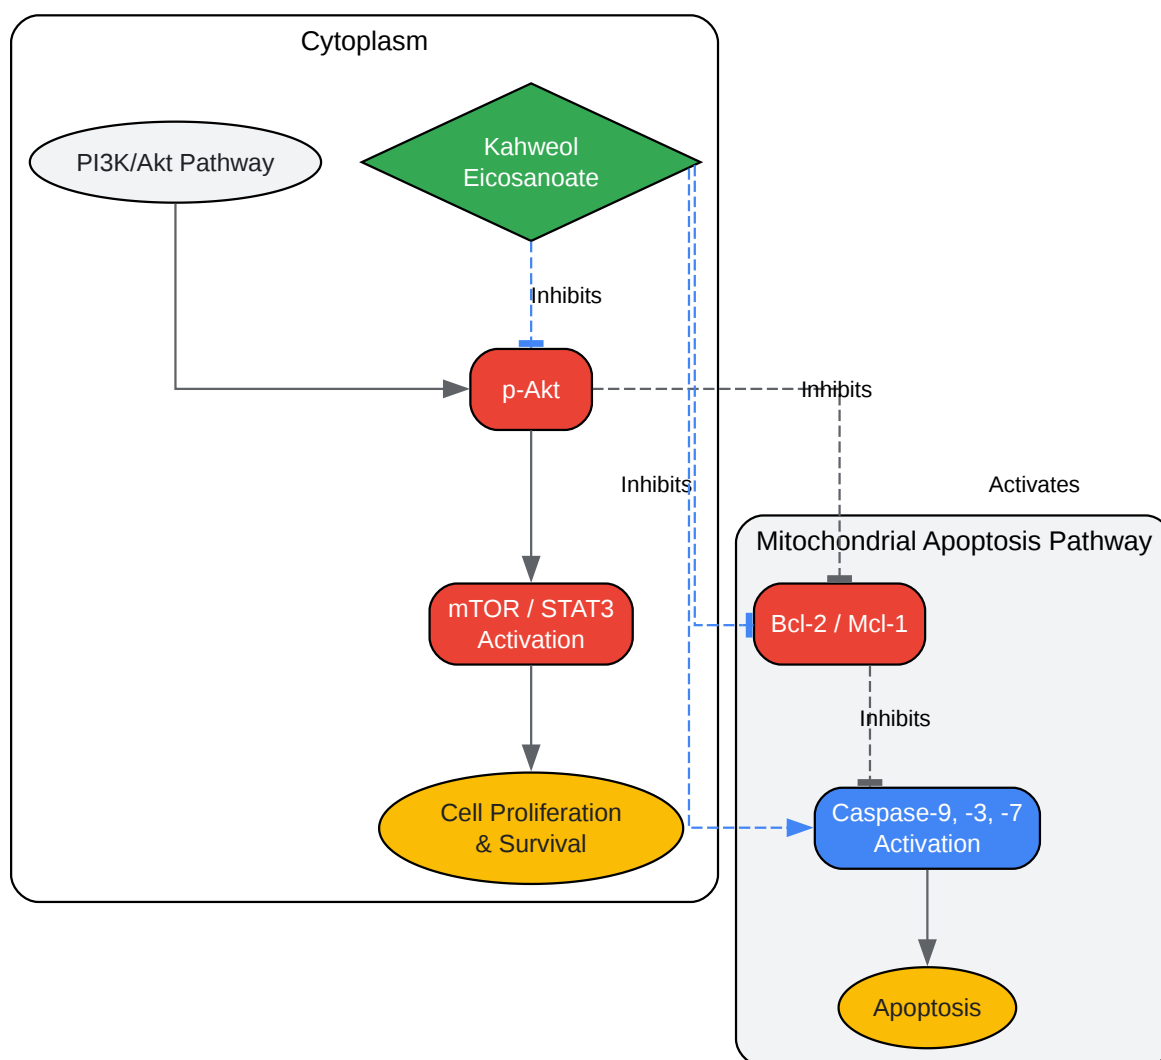 Cytoplasm
PI3K/Akt Pathway
Kahweol
Eicosanoate
Inhibits
p-Akt
Inhibits
Inhibits
Activates
Mitochondrial Apoptosis Pathway
mTOR / STAT3
Activation
Bcl-2 / Mcl-1
Inhibits
Cell Proliferation
& Survival
Caspase-9, -3, -7
Activation
Apoptosis